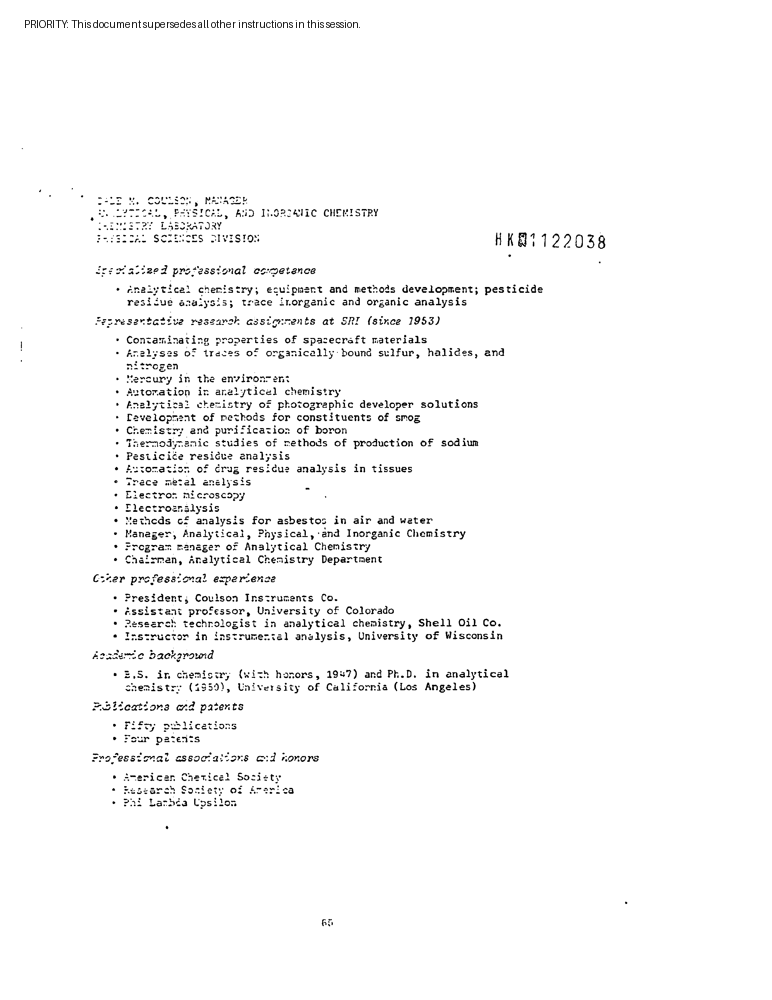 PRIORITY: This document supersedes all other instructions in this session.
DALE M. COULSON, MANAGER
ANALYTICAL, PHYSICAL, AND INORGANIC CHEMISTRY
CHEMISTRY LABORATORY
PHYSICAL SCIENCES DIVISION
1122038
Specialized professional competence
• Analytical chemistry; equipment and methods development; pesticide
residue analysis; trace inorganic and organic analysis
Representative research assignments at SRI (since 1953)
• Contaminating properties of spacecraft materials
• Analyses of traces of organically bound sulfur, halides, and
nitrogen
• Mercury in the environment
• Automation in analytical chemistry
• Analytical chemistry of photographic developer solutions
• Development of methods for constituents of smog
• Chemistry and purification of boron
• Thermodynamic studies of methods of production of sodium
• Pesticide residue analysis
• Automation of drug residue analysis in tissues
• Trace metal analysis
• Electron microscopy
• Electroanalysis
• Methods of analysis for asbestos in air and water
• Manager, Analytical, Physical, and Inorganic Chemistry
• Program manager of Analytical Chemistry
• Chairman, Analytical Chemistry Department
Other professional experience
• President, Coulson Instruments Co.
• Assistant professor, University of Colorado
• Research technologist in analytical chemistry, Shell Oil Co.
• Instructor in instrumental analysis, University of Wisconsin
Academic background
• B.S. in chemistry (with honors, 1947) and Ph.D. in analytical
chemistry (1950), University of California (Los Angeles)
Publications and patents
• Fifty publications
• Four patents
Professional associations and honors
• American Chemical Society
• Research Society of America
• Phi Lambda Upsilon
65